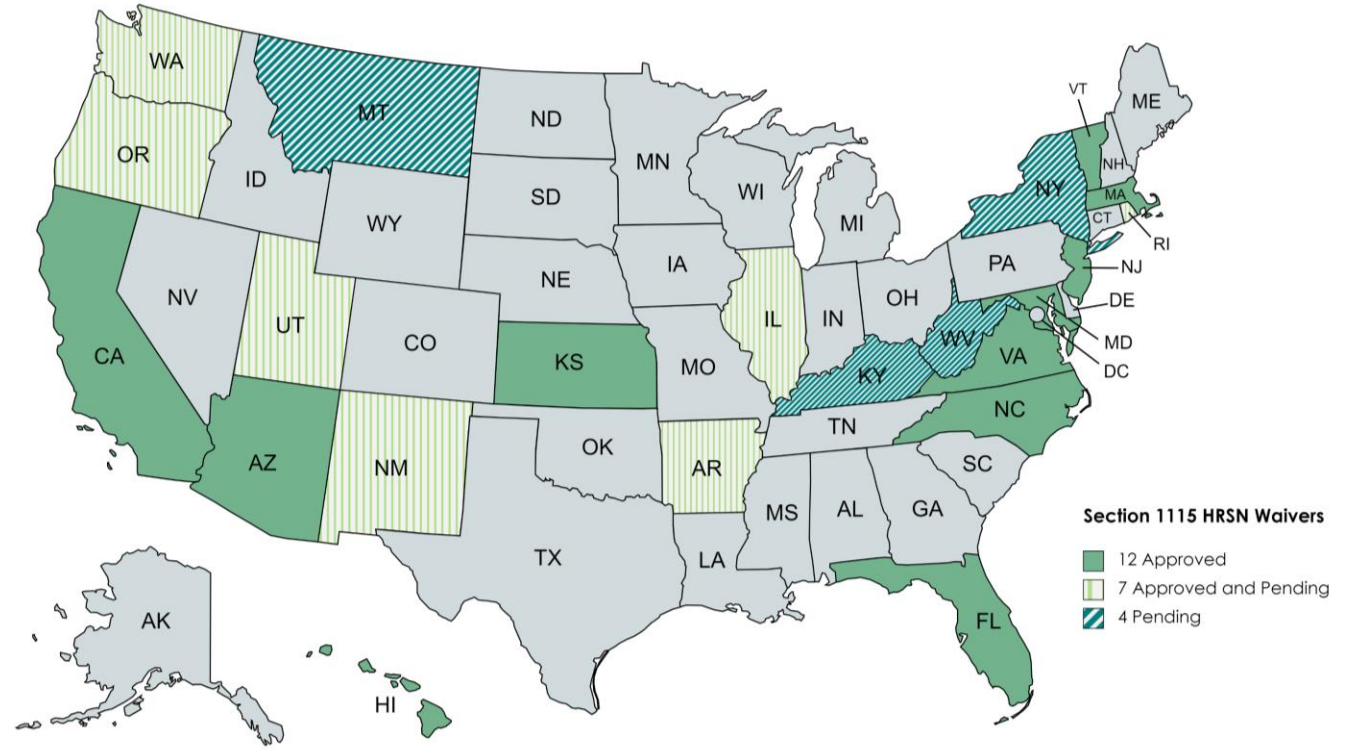 WA
MT
ND
MN
VT
ME
OR
ID
SD
WI
MI
NH
NY
MA
CT
RI
WY
IA
PA
NJ
NE
NV
UT
CO
IL
IN
OH
DE
MD
DC
CA
KS
MO
WV
VA
KY
NC
TN
AZ
NM
OK
AR
SC
MS
AL
GA
TX
LA
FL
AK
HI
Section 1115 HRSN Waivers
12 Approved
7 Approved and Pending
4 Pending